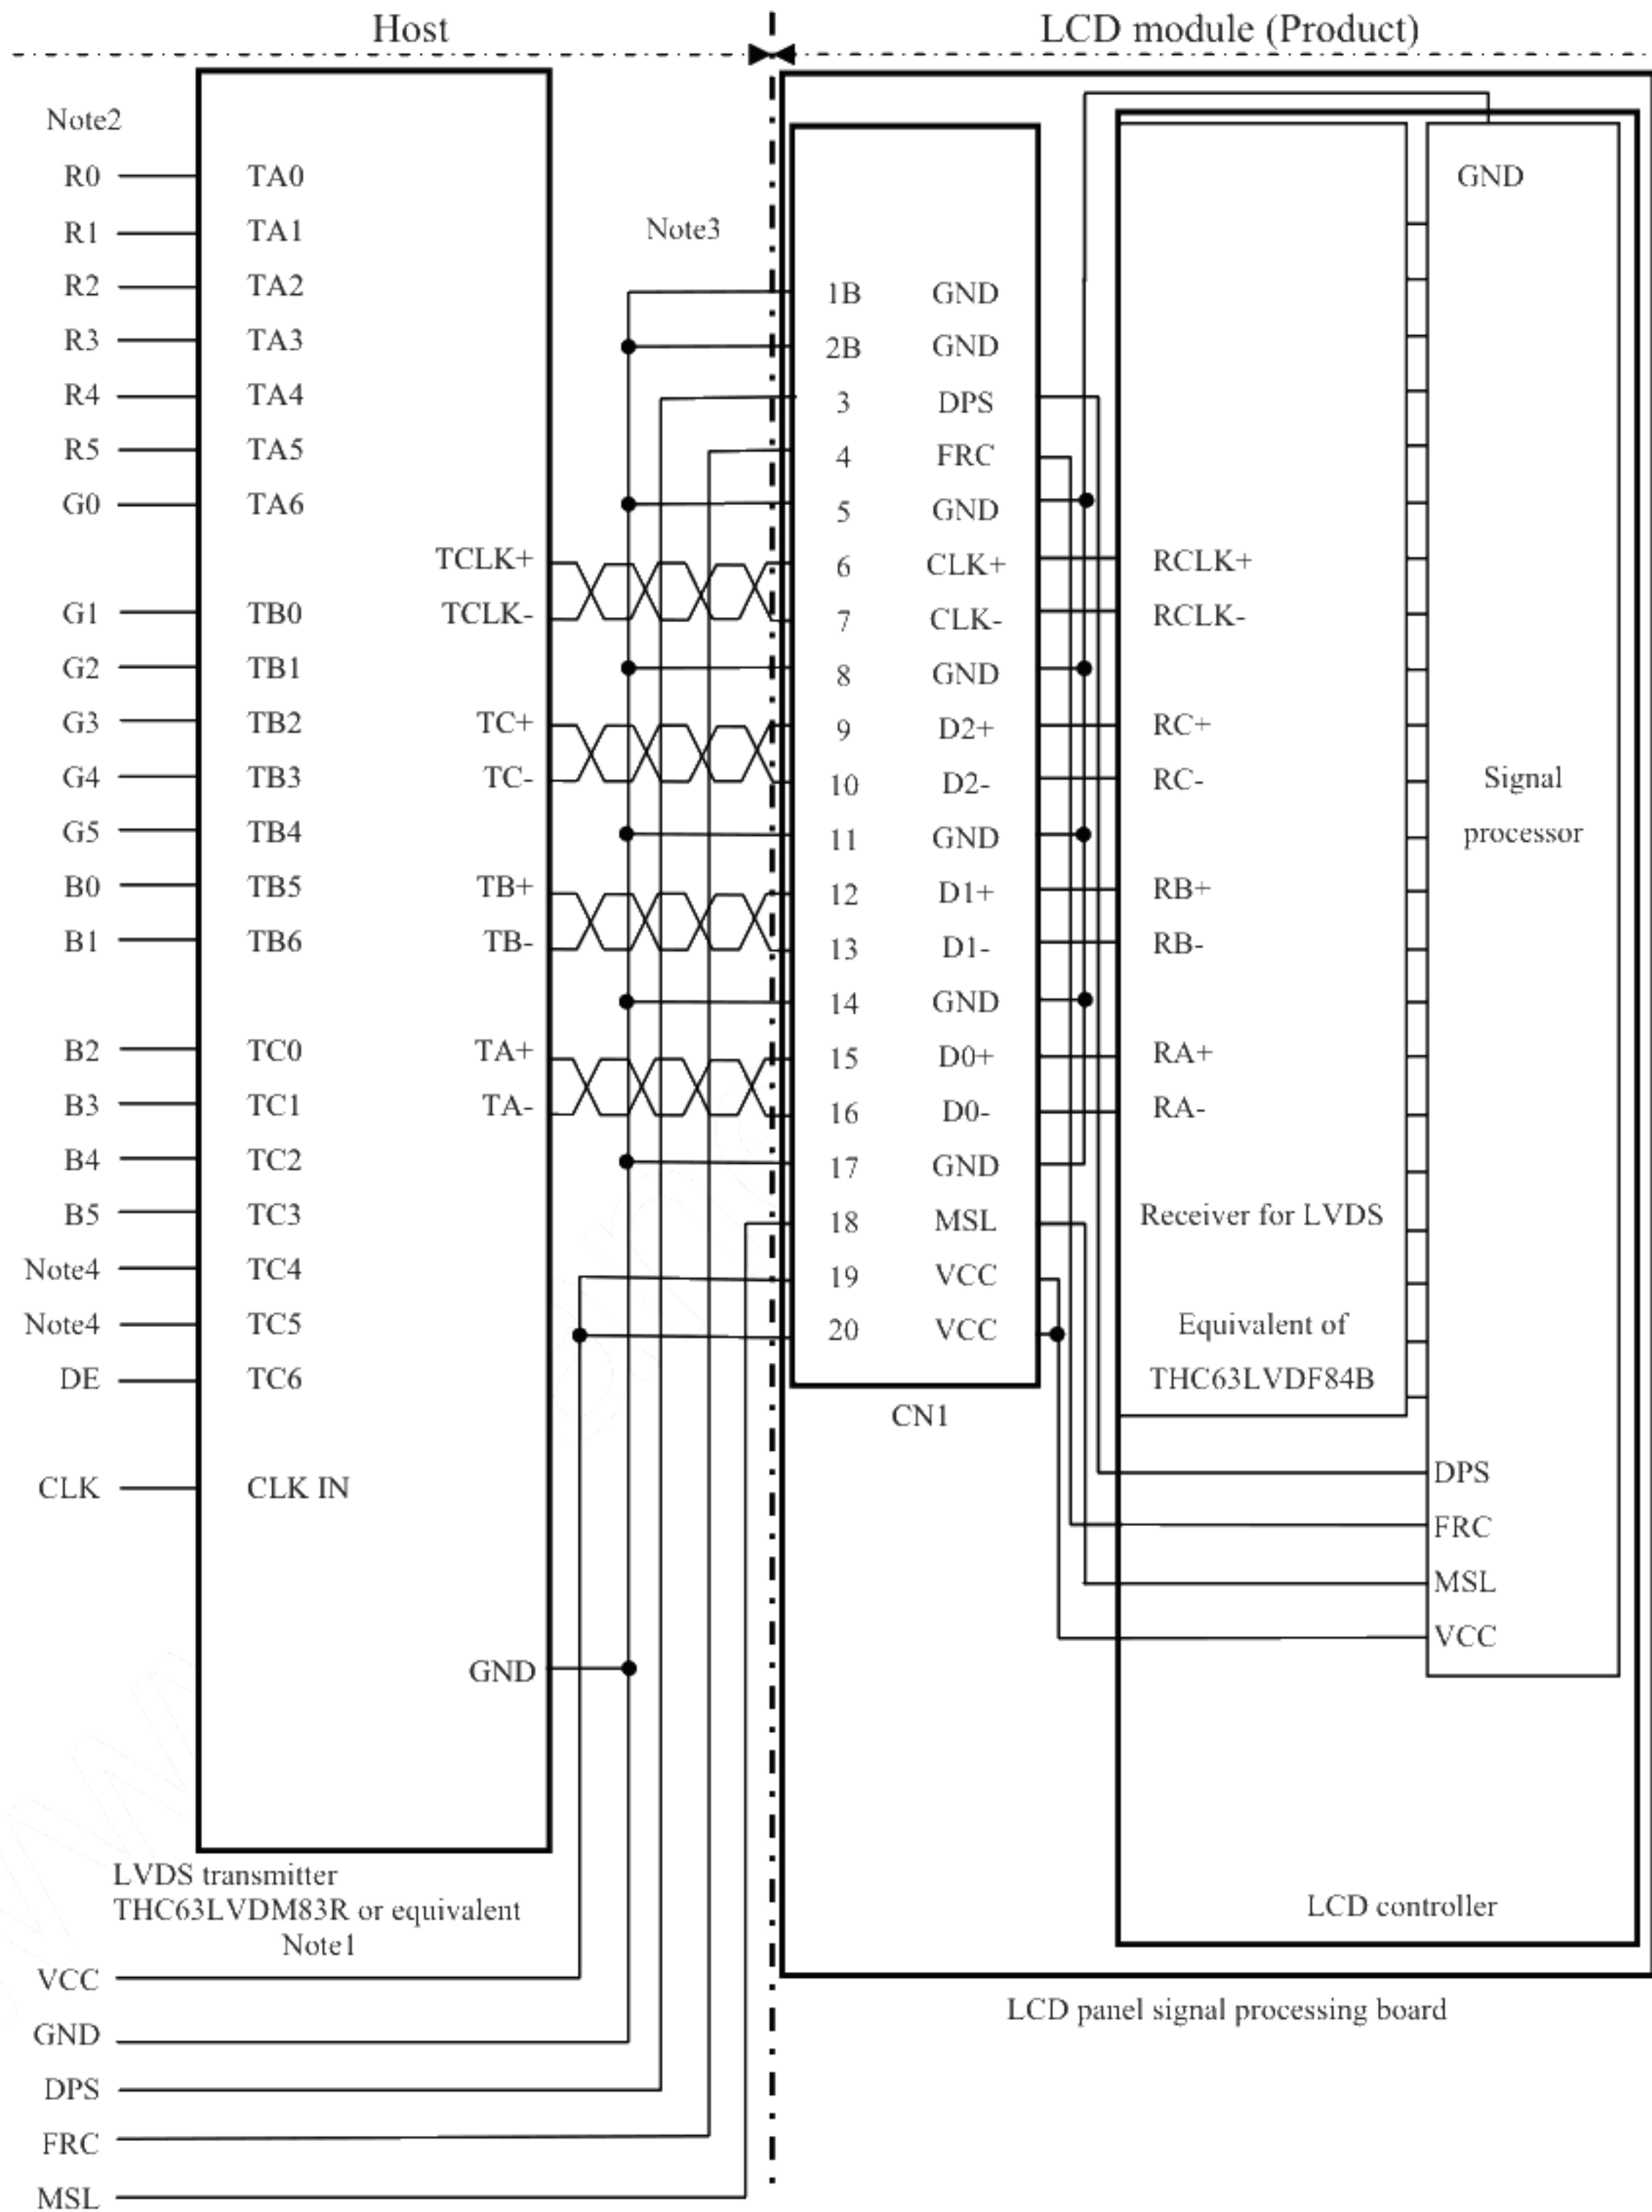 Host
LCD module (Product)
Note2
R0 TA0
R1 TA1
R2 TA2
R3 TA3
R4 TA4
R5 TA5
G0 TA6
G1 TB0
G2 TB1
G3 TB2
G4 TB3
G5 TB4
B0 TB5
B1 TB6
B2 TC0
B3 TC1
B4 TC2
B5 TC3
Note4 TC4
Note4 TC5
DE TC6
CLK CLK IN
TCLK+
TCLK-
TC+
TC-
TB+
TB-
TA+
TA-
GND
LVDS transmitter
THC63LVDM83R or equivalent
Note1
VCC
GND
DPS
FRC
MSL
Note3
1B GND
2B GND
3 DPS
4 FRC
5 GND
6 CLK+
7 CLK-
8 GND
9 D2+
10 D2-
11 GND
12 D1+
13 D1-
14 GND
15 D0+
16 D0-
17 GND
18 MSL
19 VCC
20 VCC
CN1
RCLK+
RCLK-
RC+
RC-
RB+
RB-
RA+
RA-
Receiver for LVDS
Equivalent of
THC63LVDF84B
GND
Signal
processor
DPS
FRC
MSL
VCC
LCD controller
LCD panel signal processing board